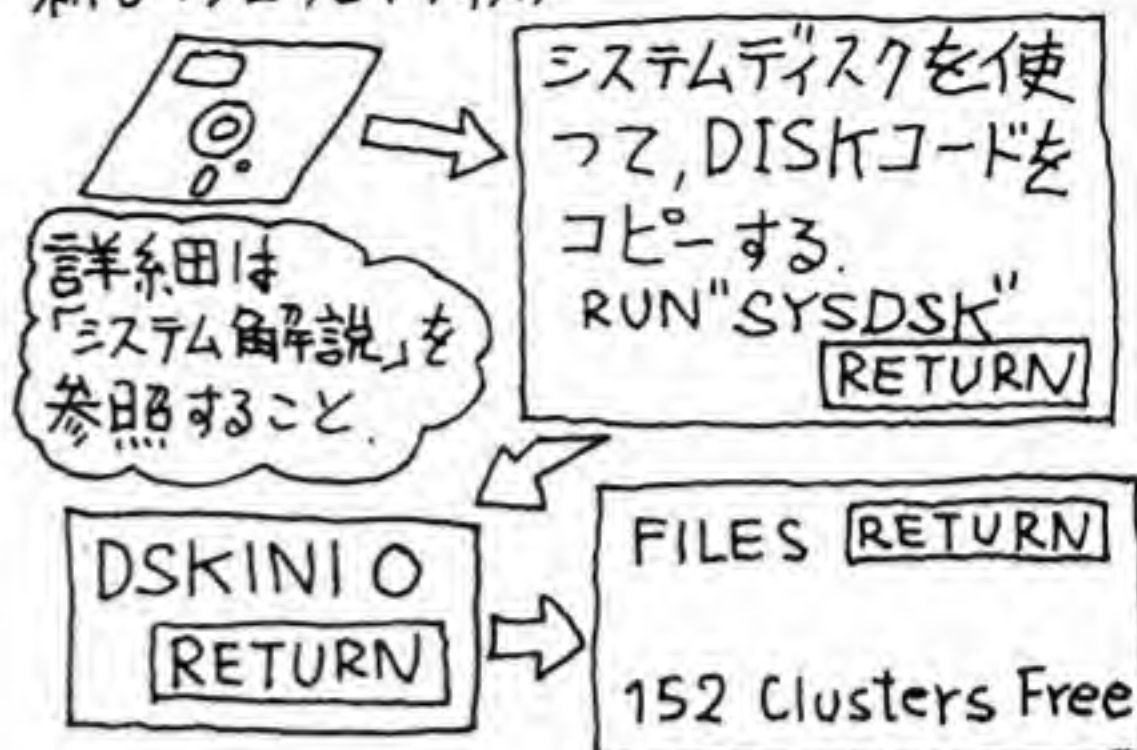 システムディスクを使
って,DISKコードを
コピーする.
RUN"SYSDSK"
RETURN
詳細は
「システム解説」を
参照すること.
DSKINI 0
RETURN
FILES RETURN
152 Clusters Free